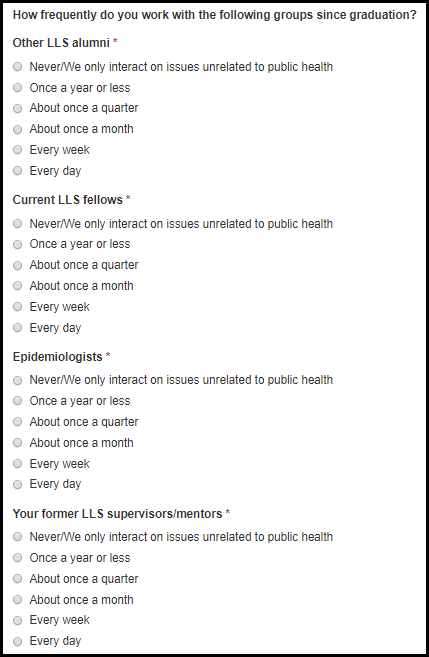 How frequently do you work with the following groups since graduation?
Other LLS alumni *
Never/We only interact on issues unrelated to public health
Once a year or less
About once a quarter
About once a month
Every week
Every day
Current LLS fellows *
Never/We only interact on issues unrelated to public health
Once a year or less
About once a quarter
About once a month
Every week
Every day
Epidemiologists *
Never/We only interact on issues unrelated to public health
Once a year or less
About once a quarter
About once a month
Every week
Every day
Your former LLS supervisors/mentors *
Never/We only interact on issues unrelated to public health
Once a year or less
About once a quarter
About once a month
Every week
Every day